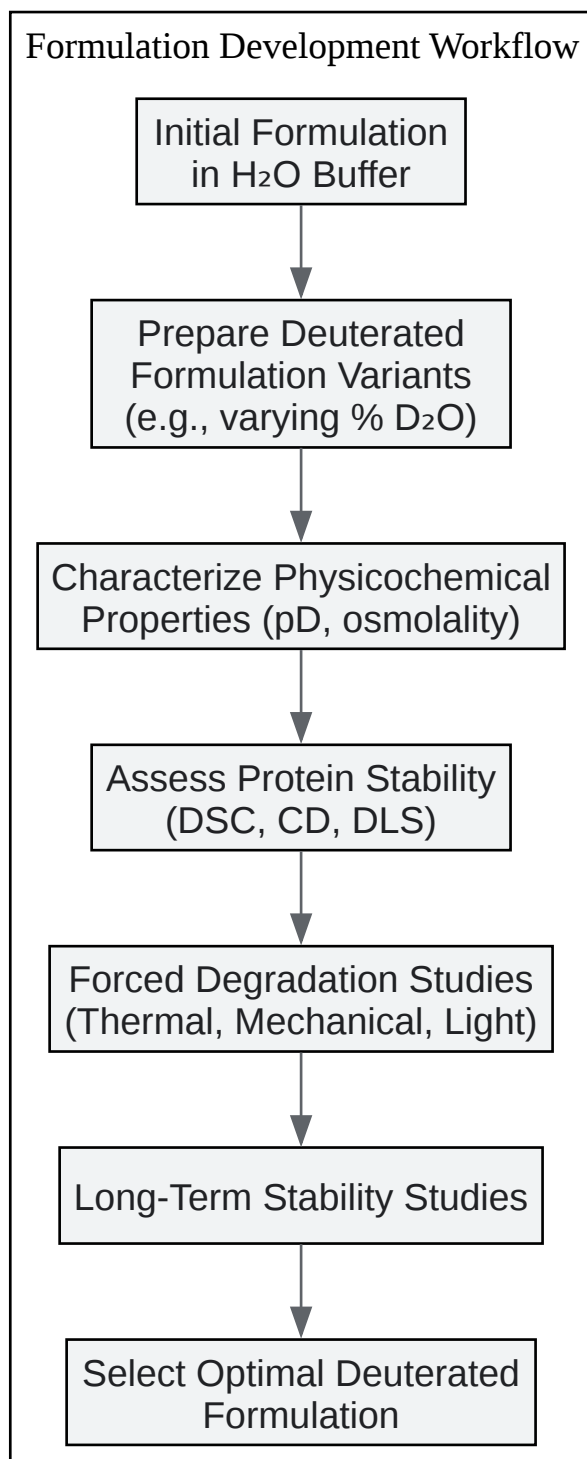 Formulation Development Workflow
Initial Formulation
in H₂O Buffer
Prepare Deuterated
Formulation Variants
(e.g., varying % D₂O)
Characterize Physicochemical
Properties (pD, osmolality)
Assess Protein Stability
(DSC, CD, DLS)
Forced Degradation Studies
(Thermal, Mechanical, Light)
Long-Term Stability Studies
Select Optimal Deuterated
Formulation